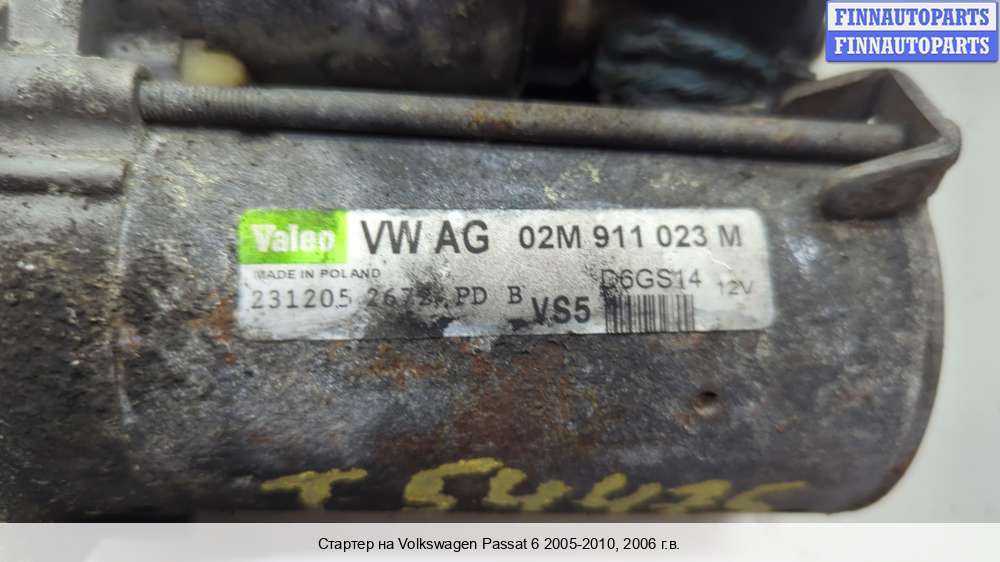 FINNAUTOPARTS
FINNAUTOPARTS
Valeo VW AG 02M 911 023 M
MADE IN POLAND D6GS14 12V
231205 PD B VS5
Стартер на Volkswagen Passat 6 2005-2010, 2006 г.в.